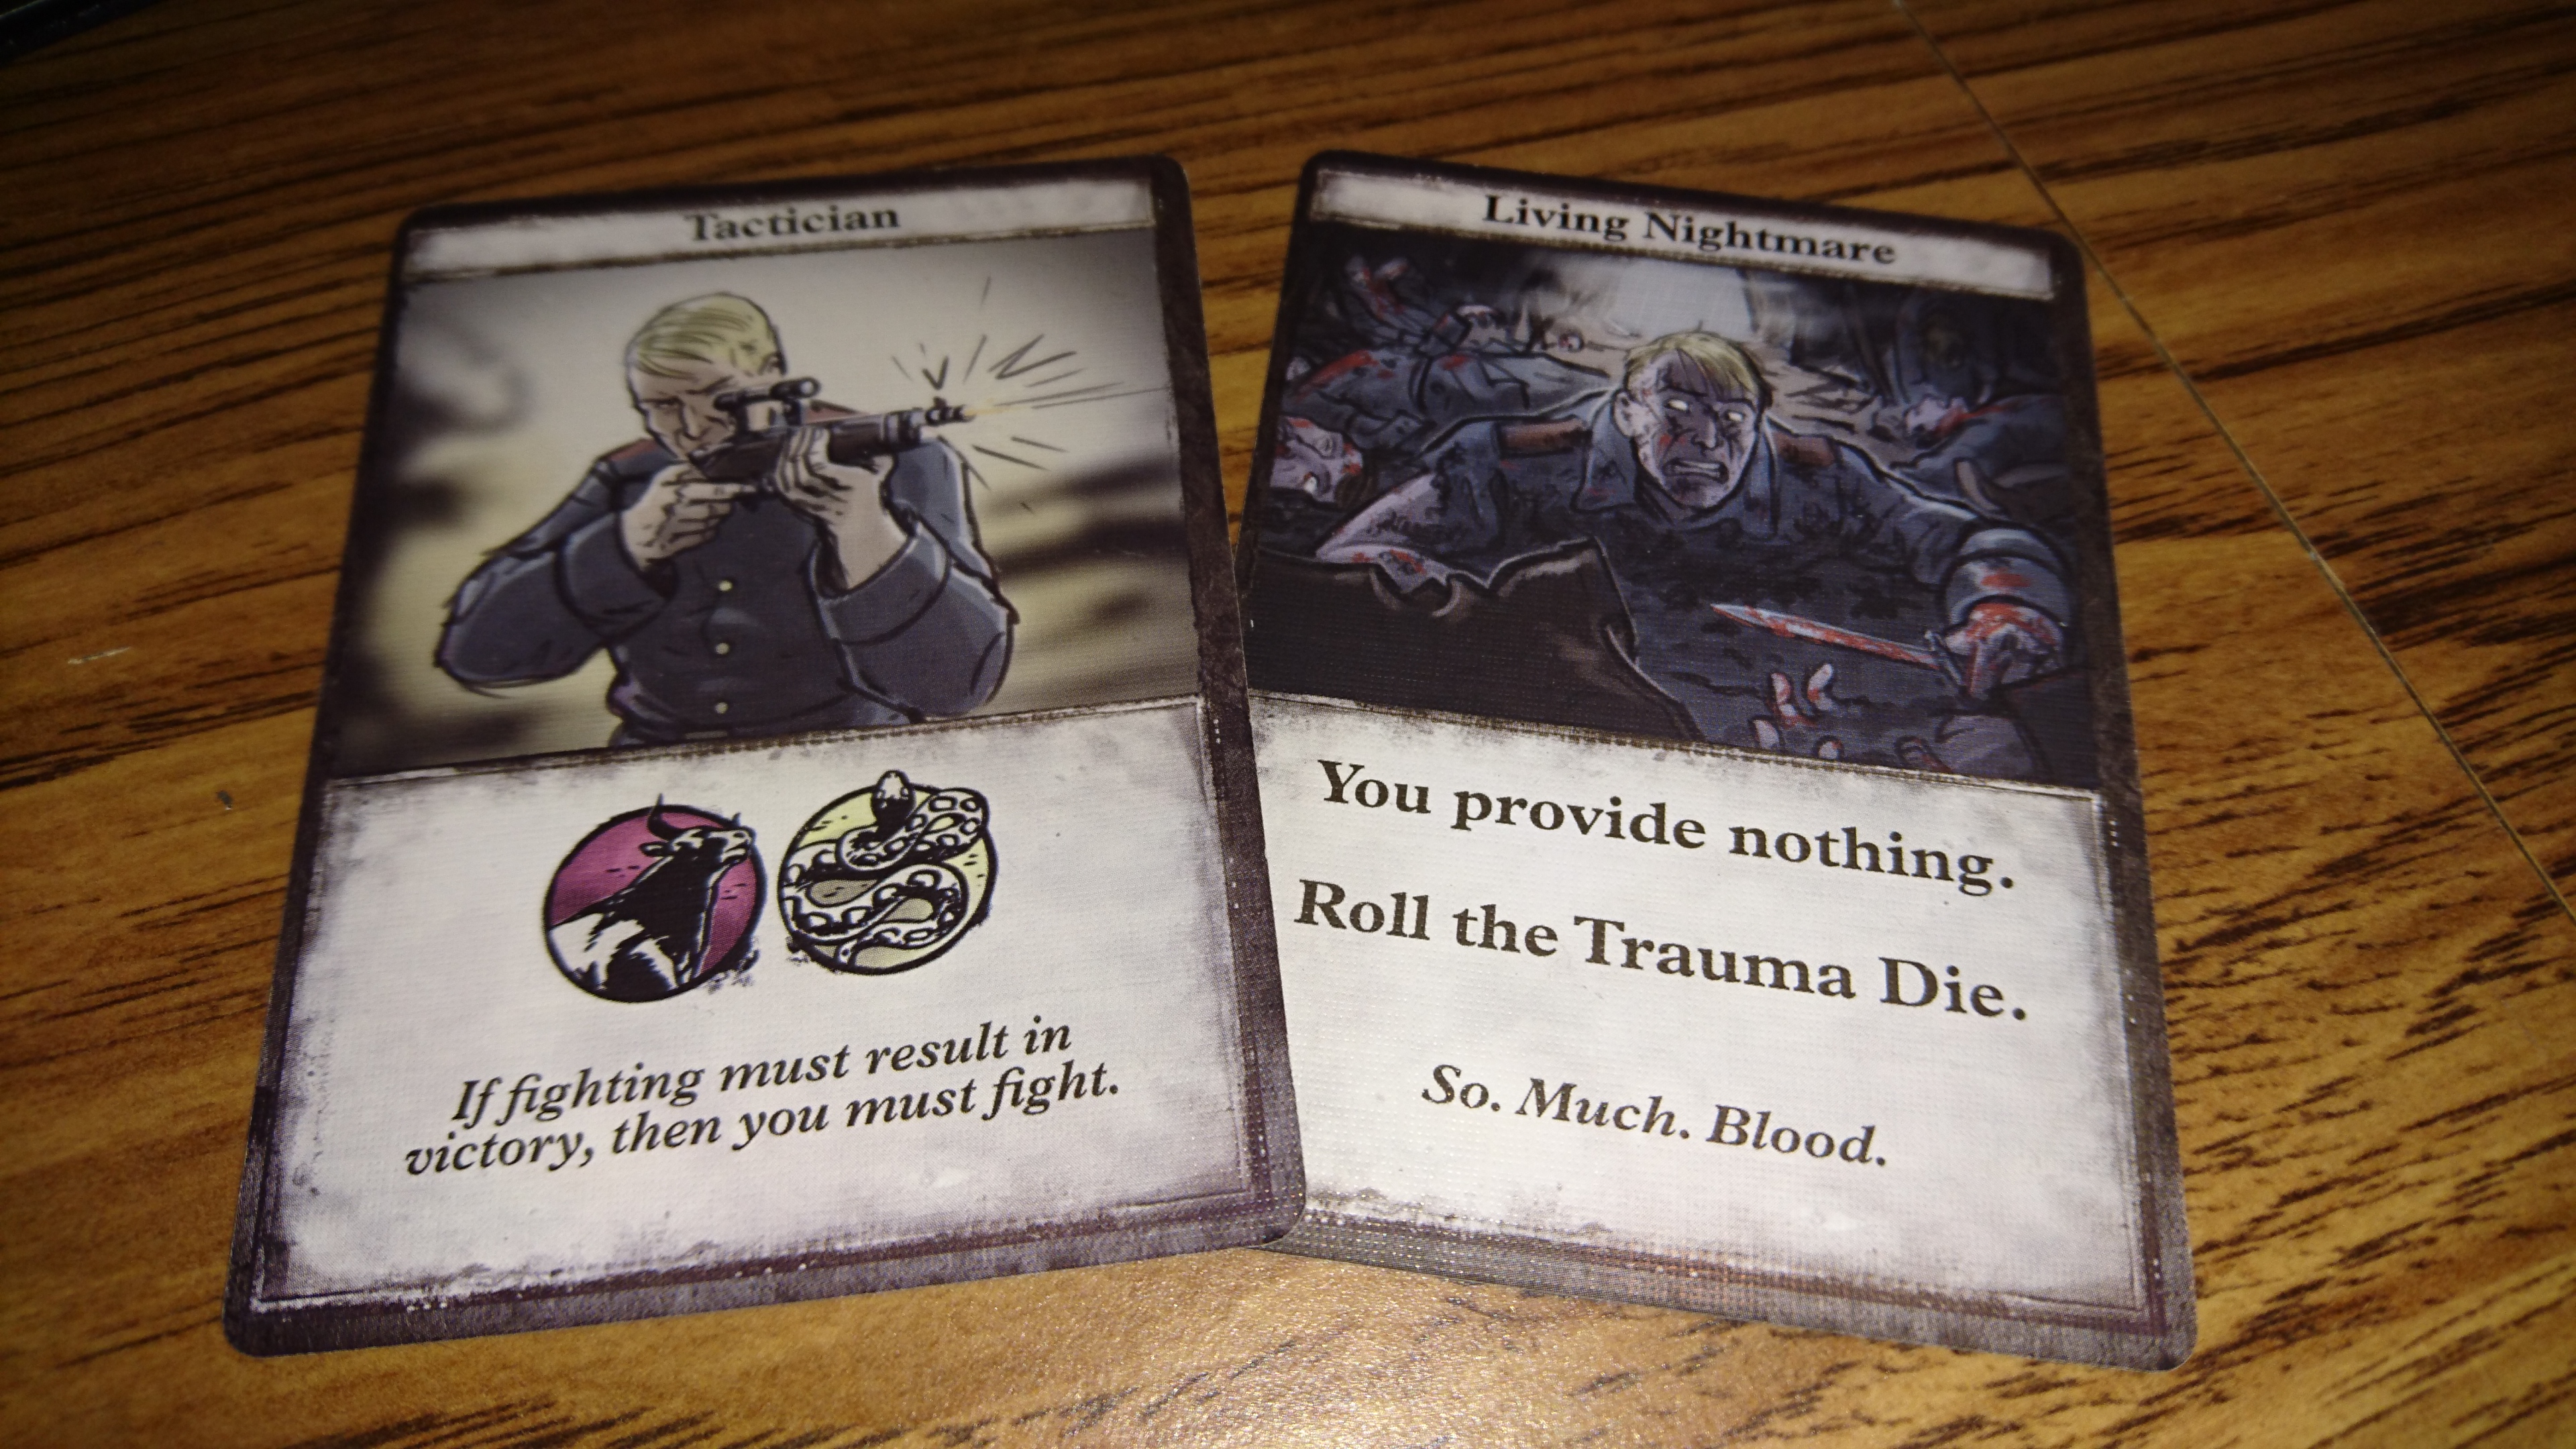 Tactician
If fighting must result in
victory, then you must fight.
Living Nightmare
You provide nothing.
Roll the Trauma Die.
So. Much. Blood.